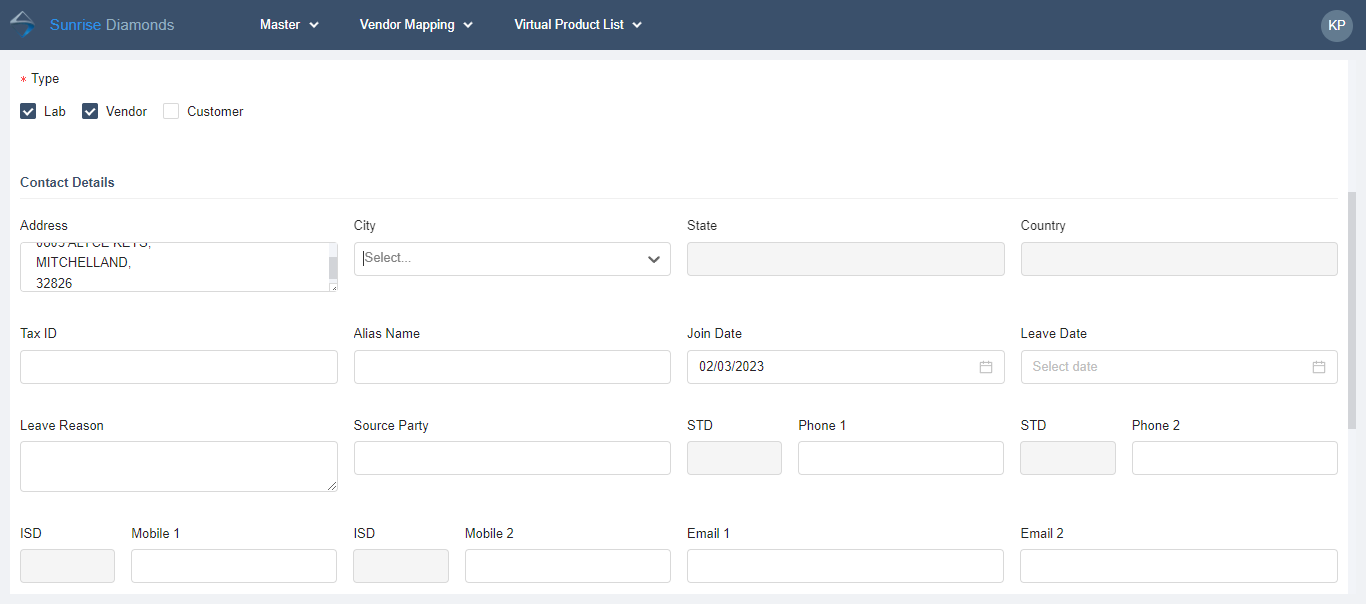 Sunrise Diamonds
Master
Vendor Mapping
Virtual Product List
KP
* Type
Lab
Vendor
Customer
Contact Details
Address
City
State
Country
MITCHELLAND,
32826
Select...
Tax ID
Alias Name
Join Date
Leave Date
02/03/2023
Select date
Leave Reason
Source Party
STD
Phone 1
STD
Phone 2
ISD
Mobile 1
ISD
Mobile 2
Email 1
Email 2